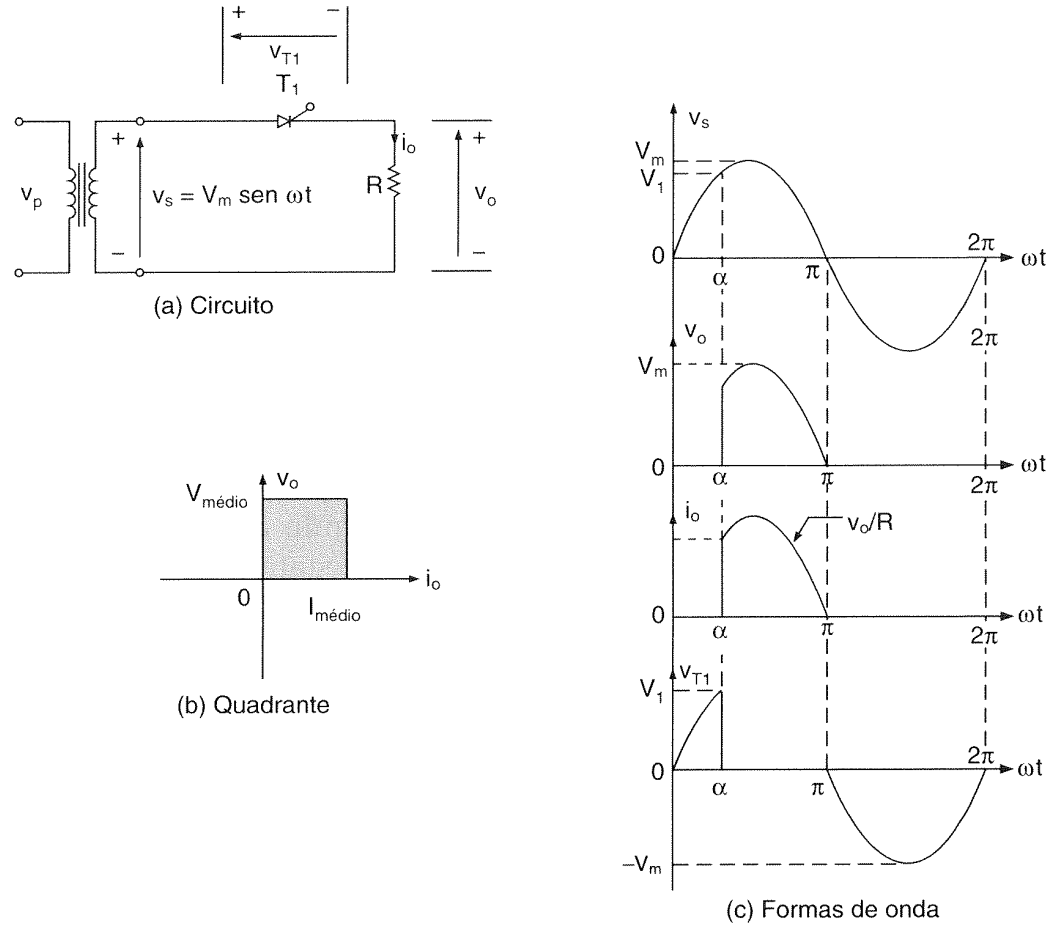 + −
v_T1
T_1
+
v_p
v_s = V_m sen ωt
−
i_o
R
+
v_o
−
(a) Circuito
v_o
V_médio
0
I_médio
i_o
(b) Quadrante
v_s
V_m
V_1
0
α
π
2π
ωt
2π
v_o
V_m
0
α
π
2π
ωt
i_o
v_o/R
0
α
π
2π
ωt
v_T1
V_1
0
α
π
2π
ωt
−V_m
(c) Formas de onda